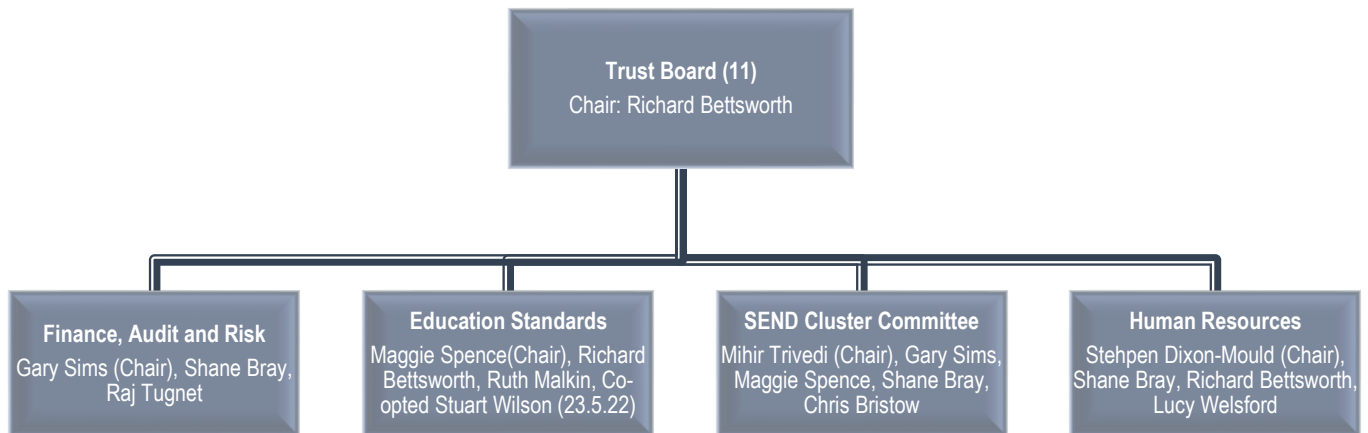 Trust Board (11)
Chair: Richard Bettsworth
Finance, Audit and Risk
Gary Sims (Chair), Shane Bray,
Raj Tugnet
Education Standards
Maggie Spence(Chair), Richard
Bettsworth, Ruth Malkin, Co-
opted Stuart Wilson (23.5.22)
SEND Cluster Committee
Mihir Trivedi (Chair), Gary Sims,
Maggie Spence, Shane Bray,
Chris Bristow
Human Resources
Stehpen Dixon-Mould (Chair),
Shane Bray, Richard Bettsworth,
Lucy Welsford